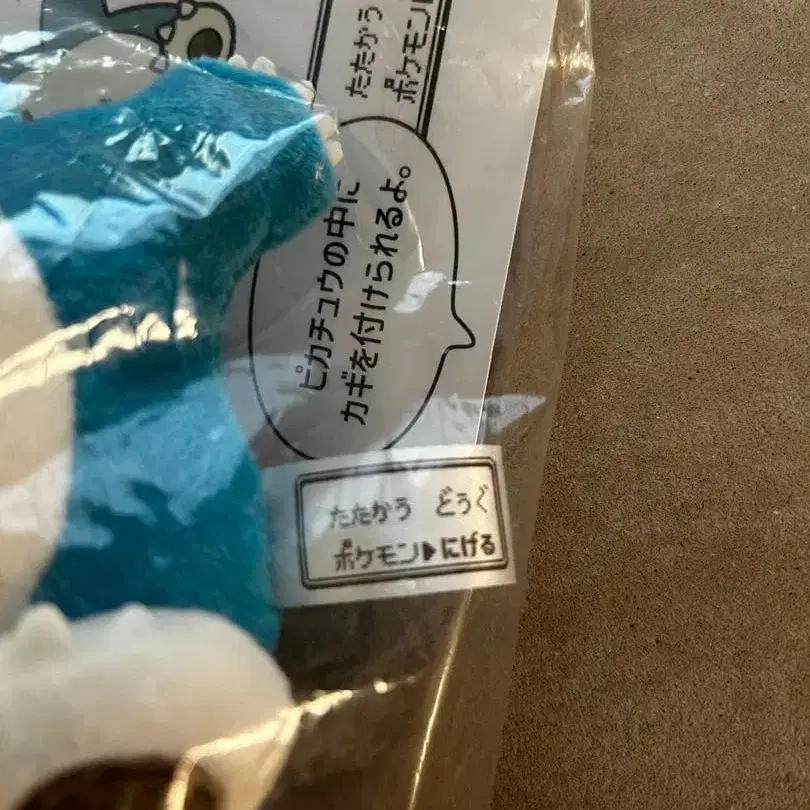 たたかう
ポケモン▶
ピカチュウの中に
カギを付けられるよ。
たたかう どうぐ
ポケモン▶にげる